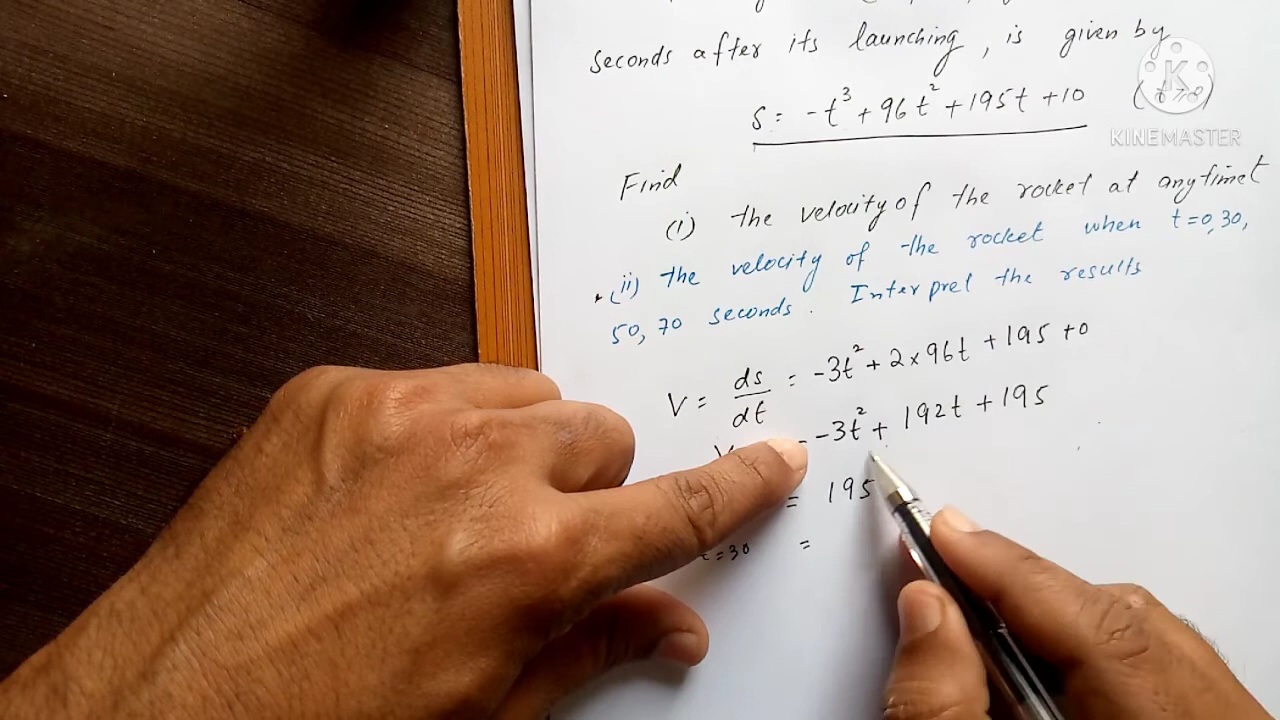 seconds after its launching, is given by
S = -t³ + 96t² + 195t + 10 (t ≥ 0)
KINEMASTER
Find
(i) the velocity of the rocket at any time t
(ii) the velocity of the rocket when t=0, 30,
50, 70 seconds. Interpret the results
V = ds/dt = -3t² + 2×96t + 195 + 0
= -3t² + 192t + 195
= 195
t=30 =